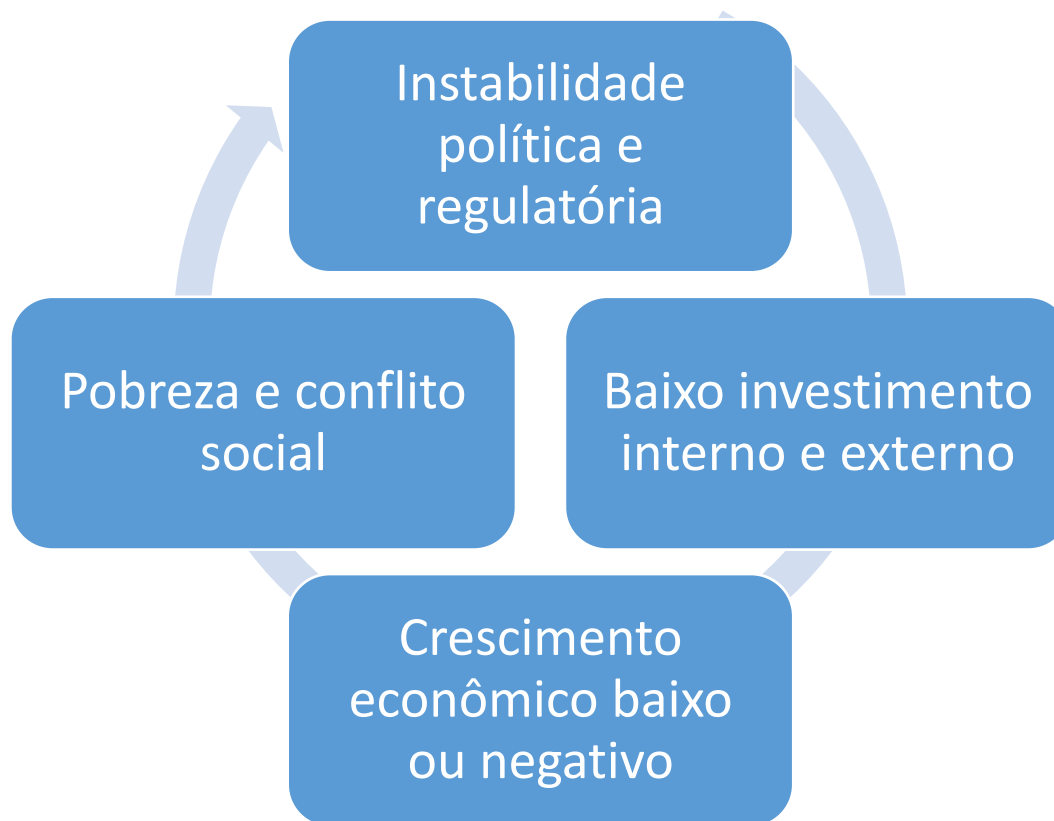 Instabilidade
política e
regulatória
Pobreza e conflito
social
Baixo investimento
interno e externo
Crescimento
econômico baixo
ou negativo